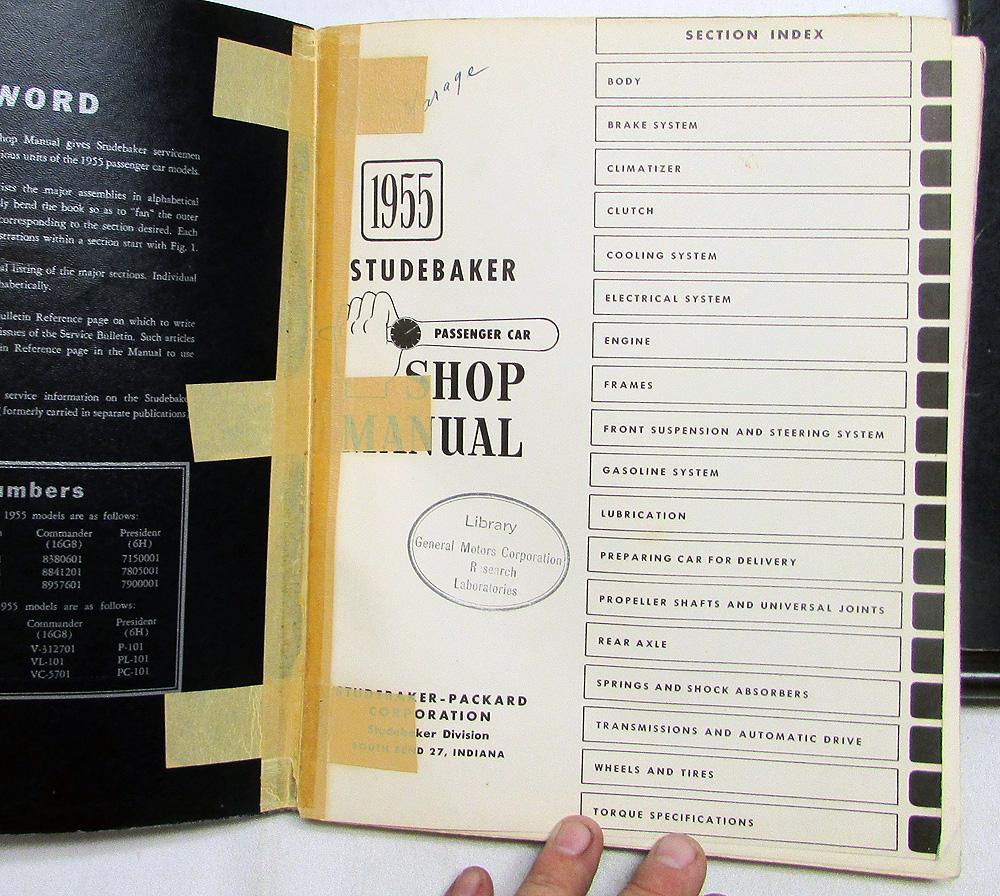 WORD
hop Manual gives Studebaker servicemen
ious units of the 1955 passenger car models.
ists the major assemblies in alphabetical
ly bend the book so as to "fan" the outer
corresponding to the section desired. Each
strations within a section start with Fig. 1.
al listing of the major sections. Individual
habetically.
ulletin Reference page on which to write
issues of the Service Bulletin. Such articles
in Reference page in the Manual to use
service information on the Studebake
formerly carried in separate publications
umbers
1955 models are as follows:
Commander President
(16G8) (6H)
8380601 7150001
8841201 7805001
8957601 7900001
955 models are as follows:
Commander President
(16G8) (6H)
V-312701 P-101
VL-101 PL-101
VC-5701 PC-101
Garage
1955
STUDEBAKER
PASSENGER CAR
SHOP
MANUAL
Library
General Motors Corporation
R search
Laboratories
STUDEBAKER-PACKARD
CORPORATION
Studebaker Division
SOUTH BEND 27, INDIANA
SECTION INDEX
BODY
BRAKE SYSTEM
CLIMATIZER
CLUTCH
COOLING SYSTEM
ELECTRICAL SYSTEM
ENGINE
FRAMES
FRONT SUSPENSION AND STEERING SYSTEM
GASOLINE SYSTEM
LUBRICATION
PREPARING CAR FOR DELIVERY
PROPELLER SHAFTS AND UNIVERSAL JOINTS
REAR AXLE
SPRINGS AND SHOCK ABSORBERS
TRANSMISSIONS AND AUTOMATIC DRIVE
WHEELS AND TIRES
TORQUE SPECIFICATIONS